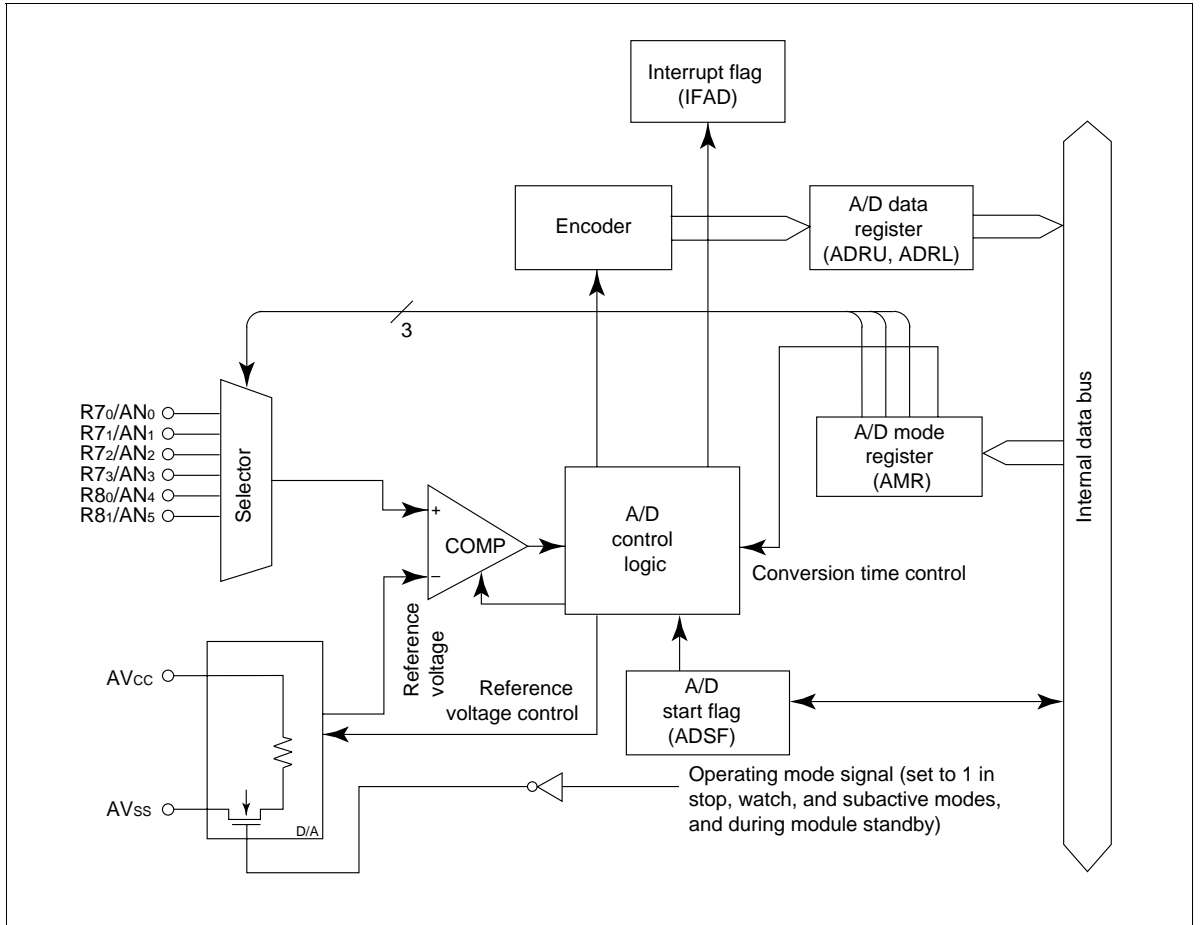 Interrupt flag
(IFAD)
Encoder
A/D data
register
(ADRU, ADRL)
3
R70/AN0
R71/AN1
R72/AN2
R73/AN3
R80/AN4
R81/AN5
Selector
A/D mode
register
(AMR)
Internal data bus
+
COMP
−
A/D
control
logic
Conversion time control
Reference
voltage
AVCC
Reference
voltage control
A/D
start flag
(ADSF)
AVSS
D/A
Operating mode signal (set to 1 in
stop, watch, and subactive modes,
and during module standby)